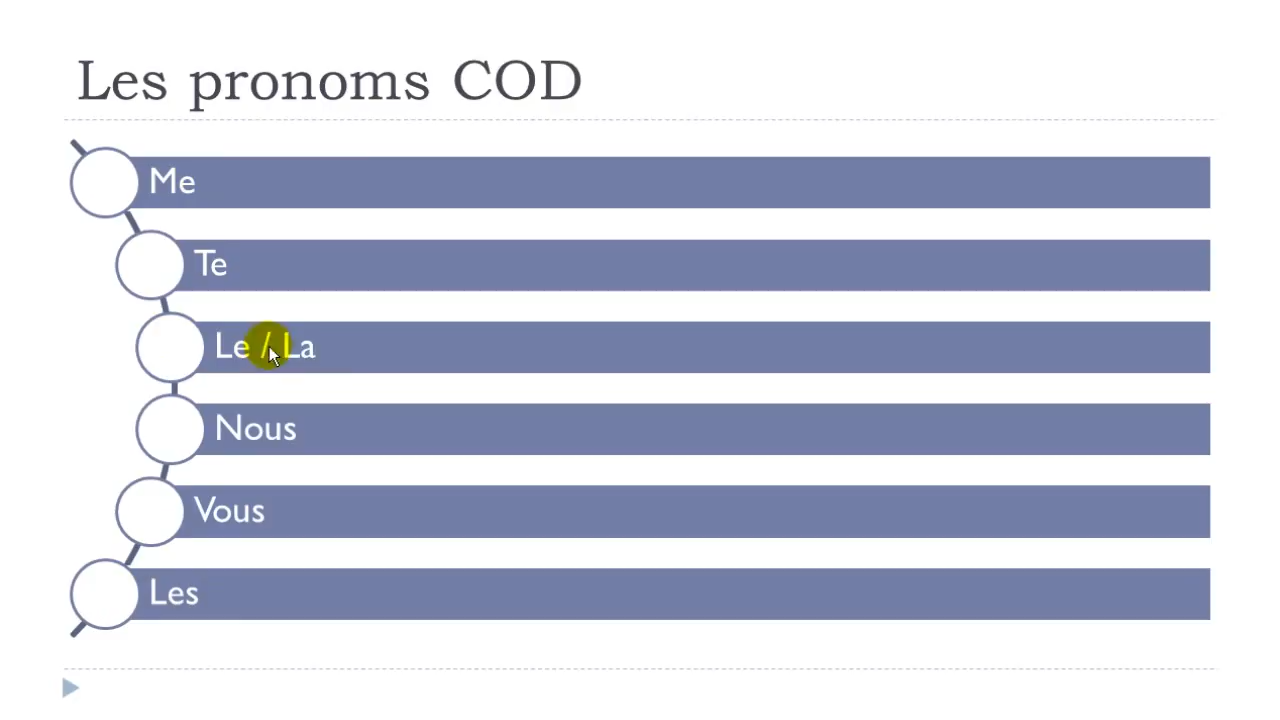 Les pronoms COD
Me
Te
Le / La
Nous
Vous
Les